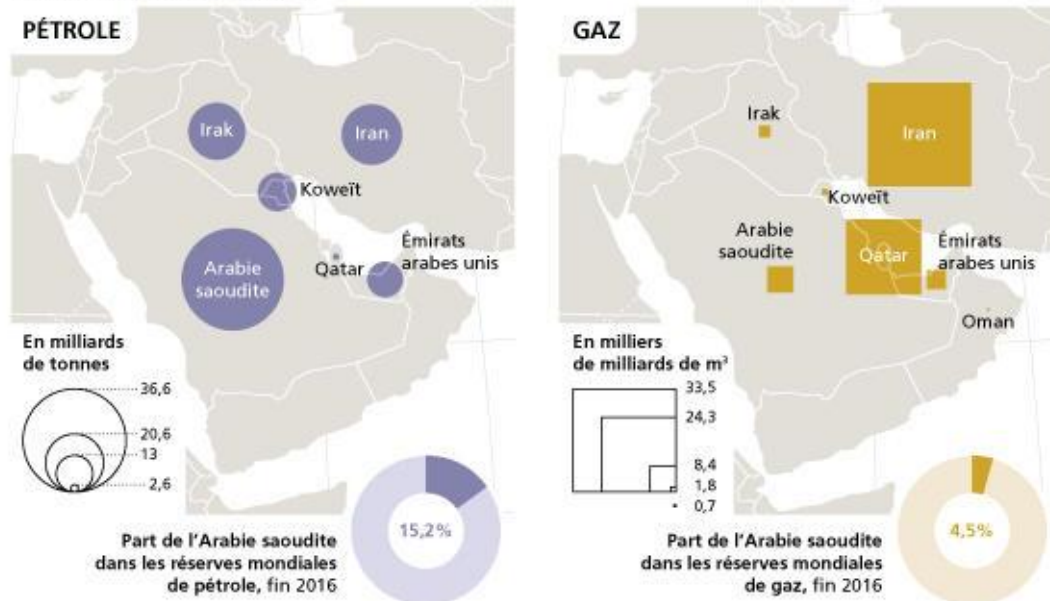 PÉTROLE
Irak
Iran
Koweït
Arabie
saoudite
Qatar
Émirats
arabes unis
En milliards
de tonnes
36,6
20,6
13
2,6
15,2%
Part de l'Arabie saoudite
dans les réserves mondiales
de pétrole, fin 2016
GAZ
Irak
Iran
Koweït
Arabie
saoudite
Qatar
Émirats
arabes unis
Oman
En milliers
de milliards de m³
33,5
24,3
8,4
1,8
0,7
4,5%
Part de l'Arabie saoudite
dans les réserves mondiales
de gaz, fin 2016